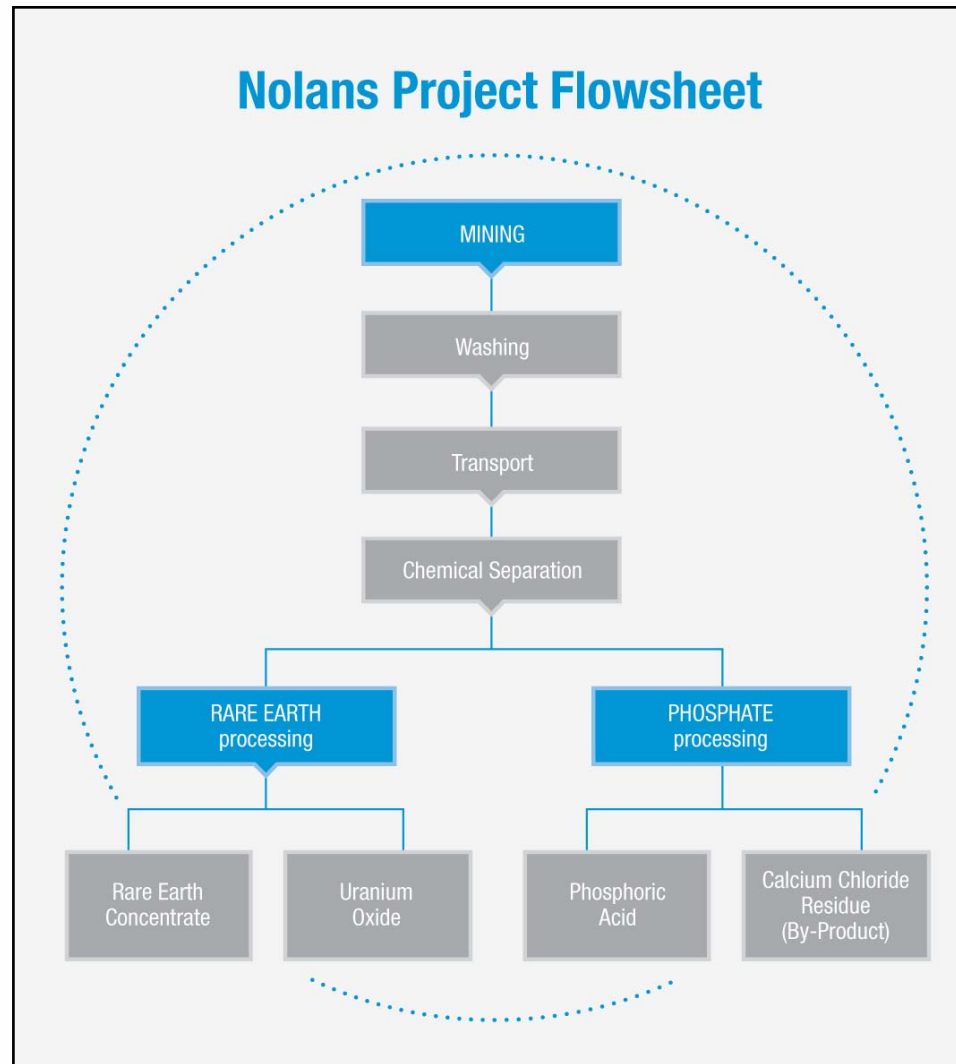 Nolans Project Flowsheet
MINING
Washing
Transport
Chemical Separation
RARE EARTH
processing
PHOSPHATE
processing
Rare Earth
Concentrate
Uranium
Oxide
Phosphoric
Acid
Calcium Chloride
Residue
(By-Product)